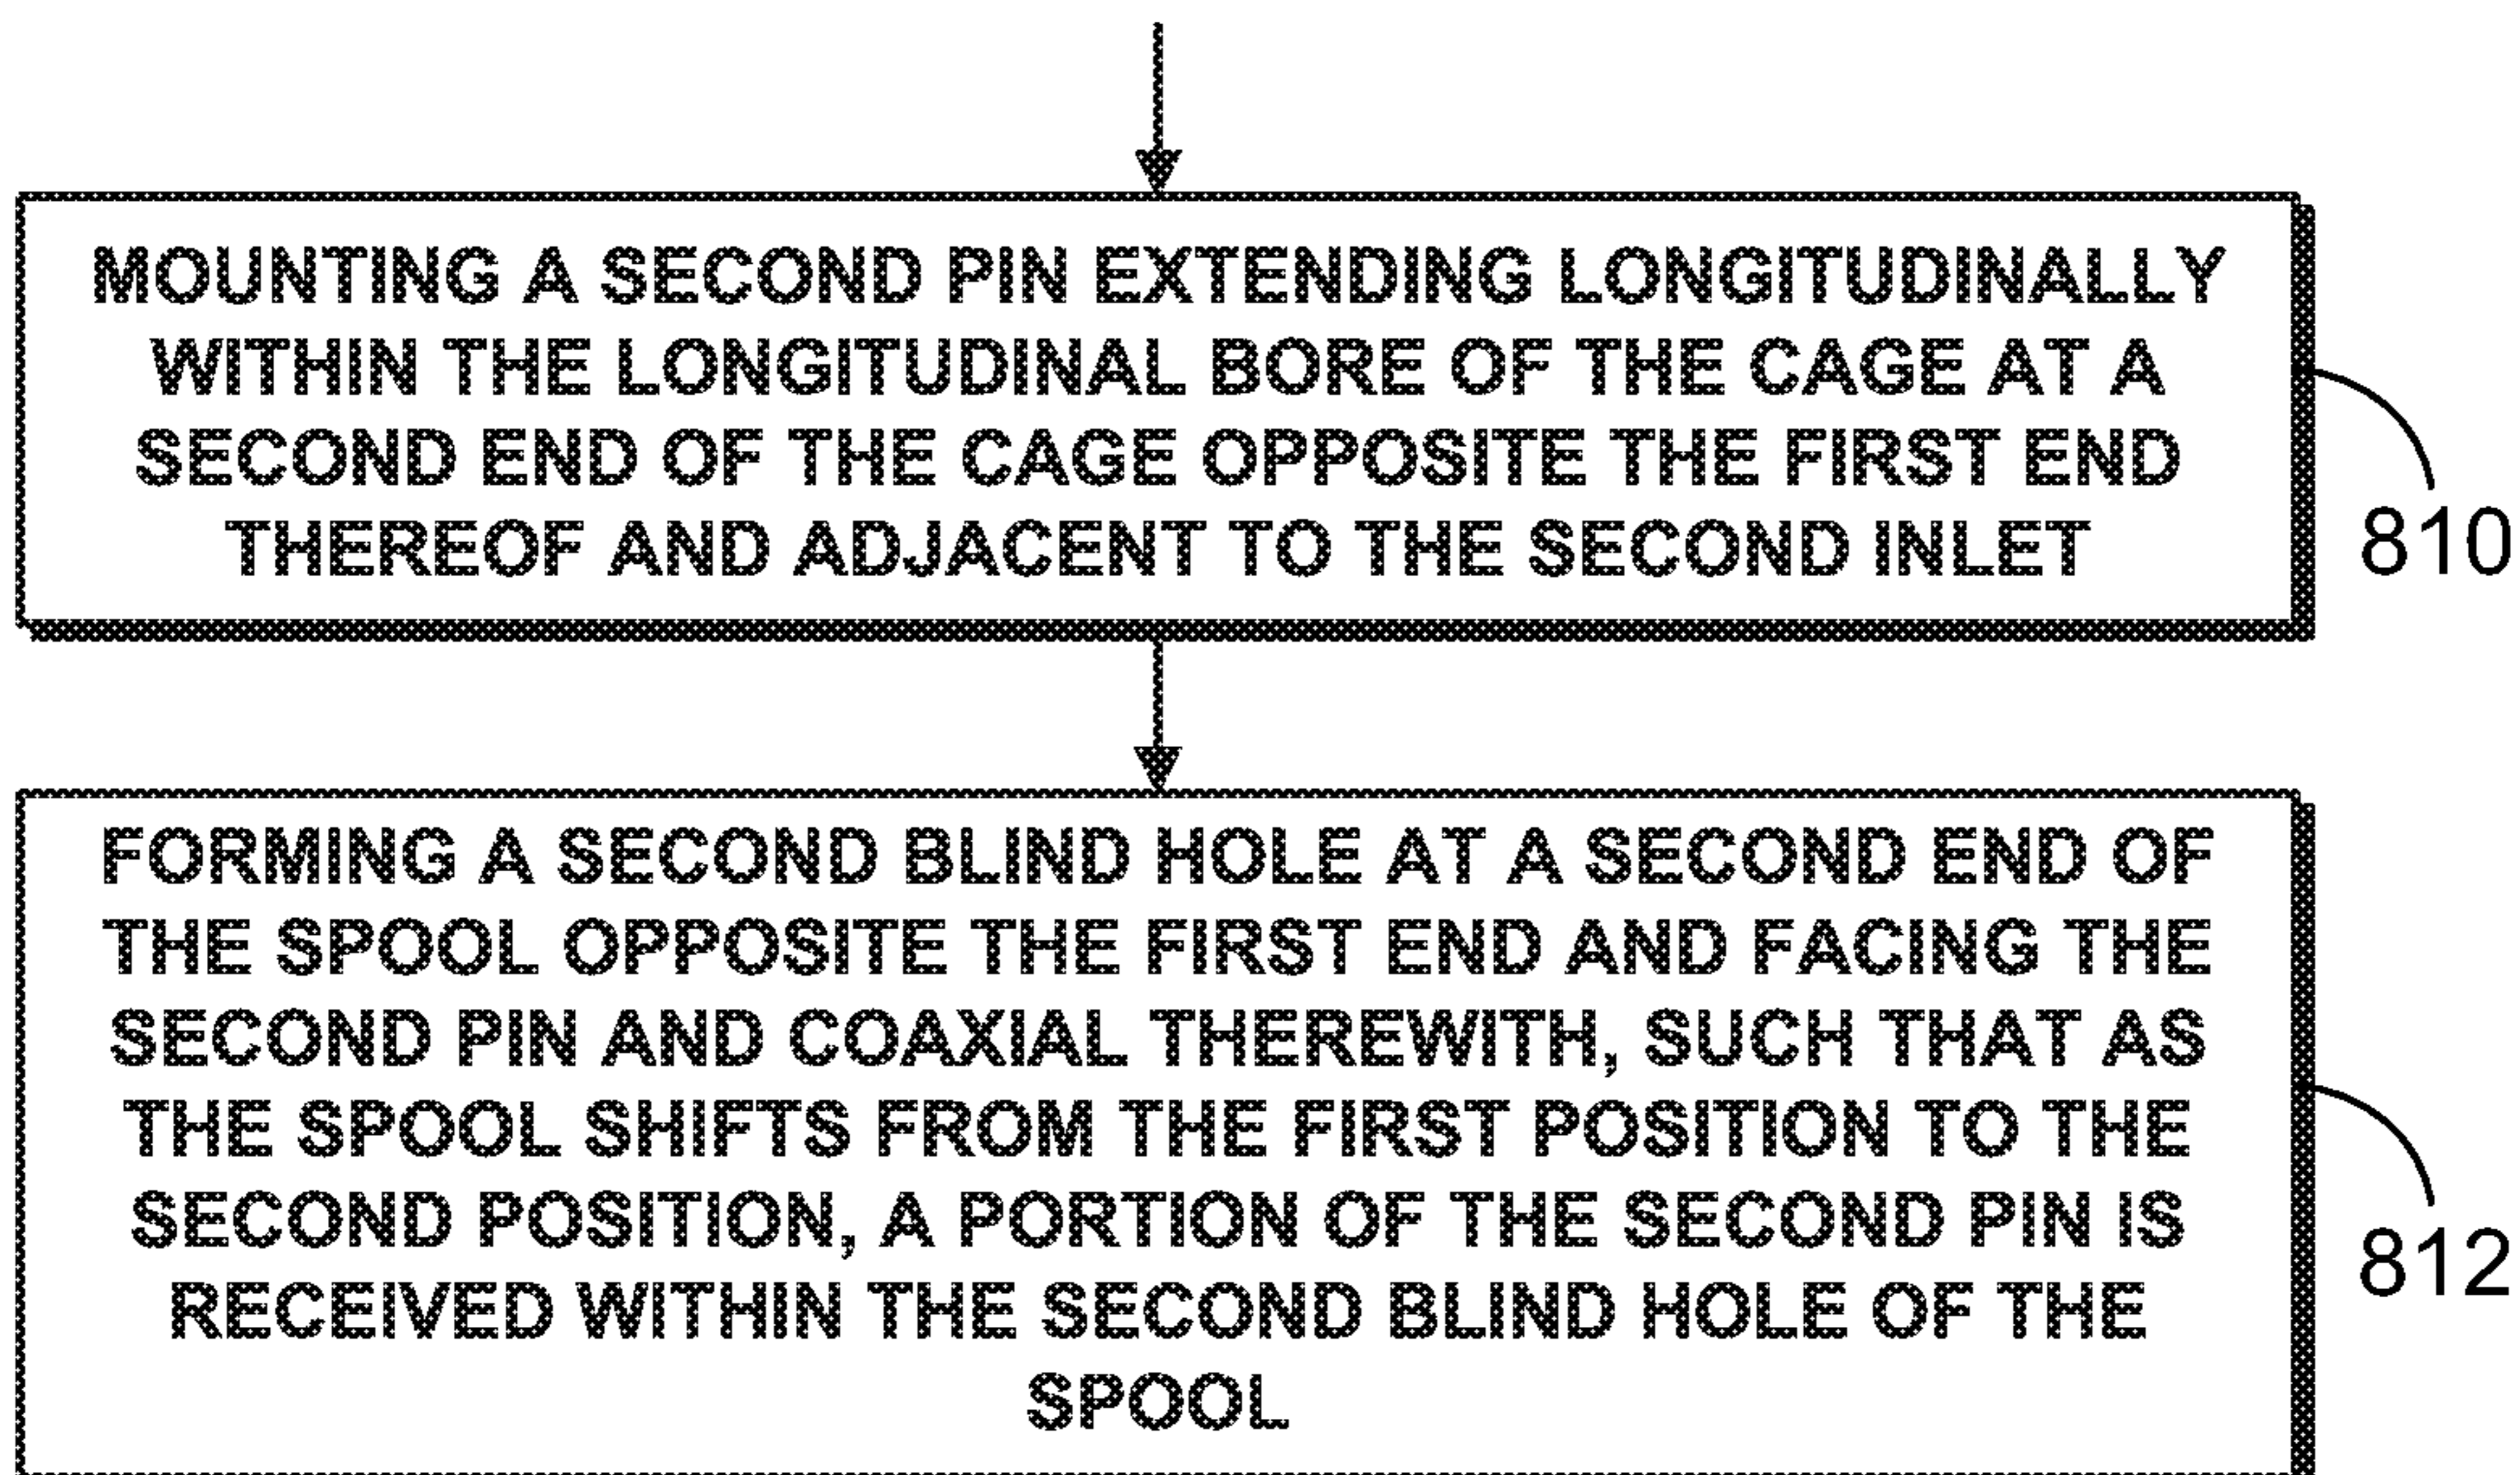 MOUNTING A SECOND PIN EXTENDING LONGITUDINALLY
WITHIN THE LONGITUDINAL BORE OF THE CAGE AT A
SECOND END OF THE CAGE OPPOSITE THE FIRST END
THEREOF AND ADJACENT TO THE SECOND INLET
810
FORMING A SECOND BLIND HOLE AT A SECOND END OF
THE SPOOL OPPOSITE THE FIRST END AND FACING THE
SECOND PIN AND COAXIAL THEREWITH, SUCH THAT AS
THE SPOOL SHIFTS FROM THE FIRST POSITION TO THE
SECOND POSITION, A PORTION OF THE SECOND PIN IS
RECEIVED WITHIN THE SECOND BLIND HOLE OF THE
SPOOL
812